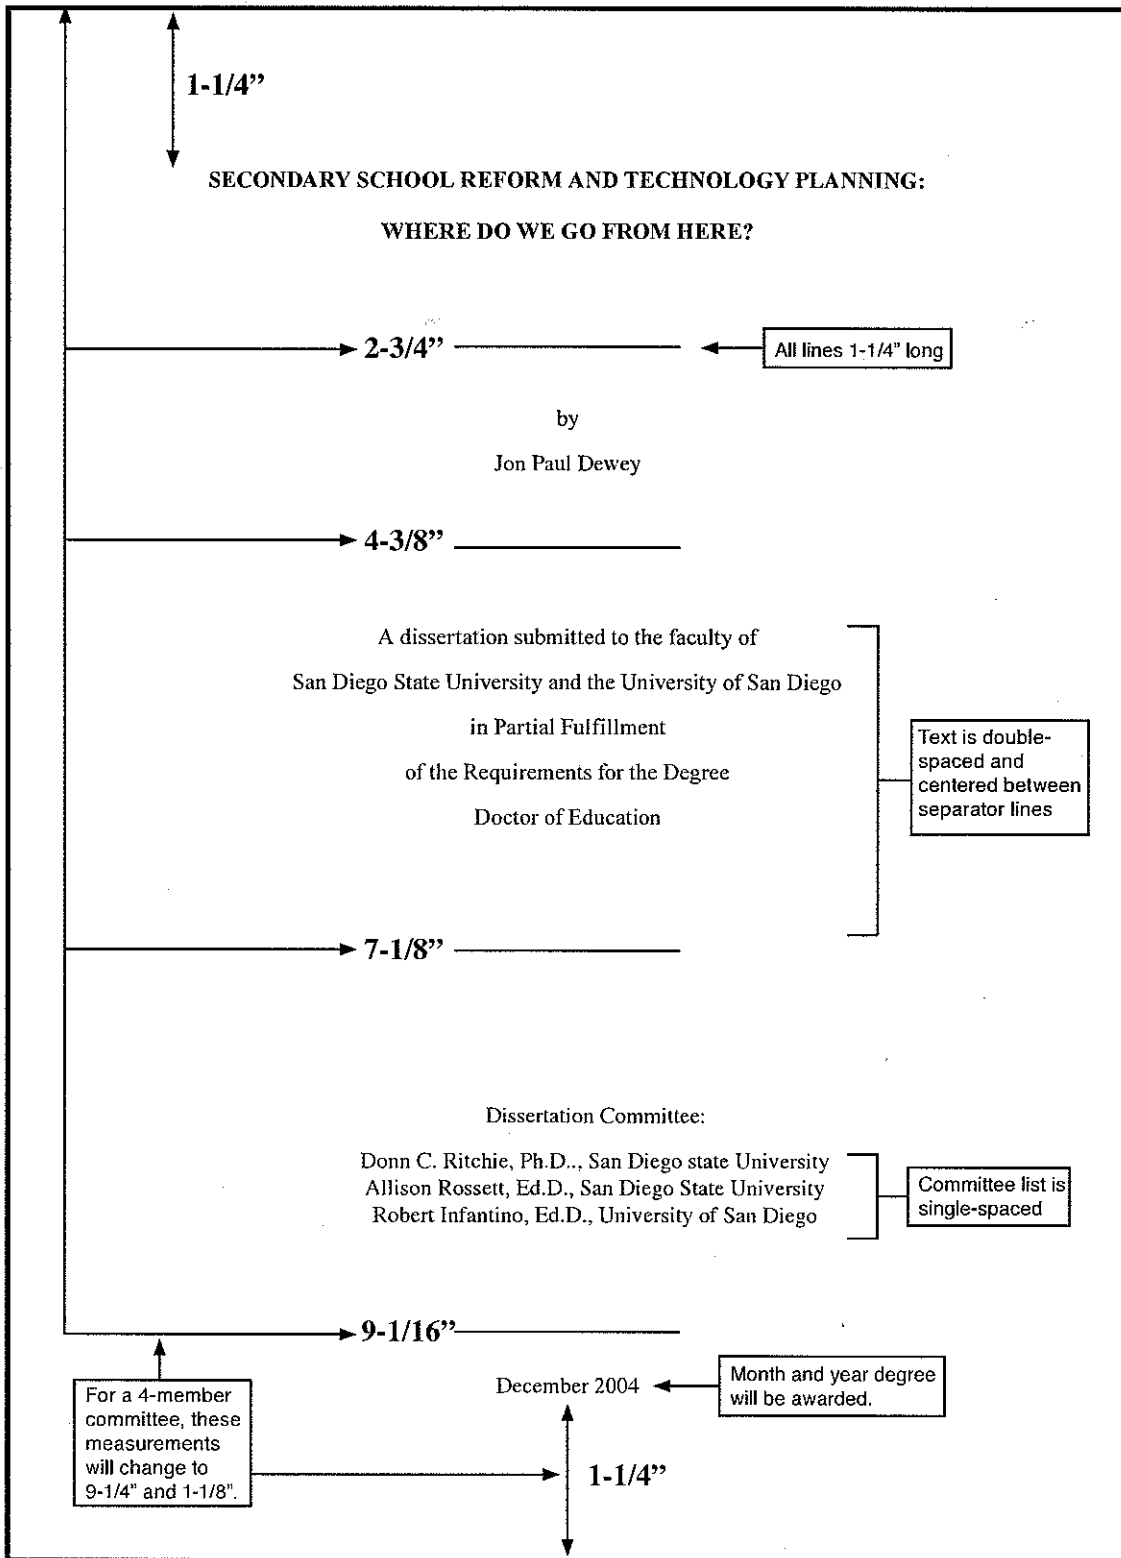 1-1/4”
SECONDARY SCHOOL REFORM AND TECHNOLOGY PLANNING:
WHERE DO WE GO FROM HERE?
2-3/4”
All lines 1-1/4" long
by
Jon Paul Dewey
4-3/8”
A dissertation submitted to the faculty of
San Diego State University and the University of San Diego
in Partial Fulfillment
of the Requirements for the Degree
Doctor of Education
Text is double-
spaced and
centered between
separator lines
7-1/8”
Dissertation Committee:
Donn C. Ritchie, Ph.D.., San Diego state University
Allison Rossett, Ed.D., San Diego State University
Robert Infantino, Ed.D., University of San Diego
Committee list is
single-spaced
9-1/16”
December 2004
Month and year degree
will be awarded.
For a 4-member
committee, these
measurements
will change to
9-1/4" and 1-1/8".
1-1/4”